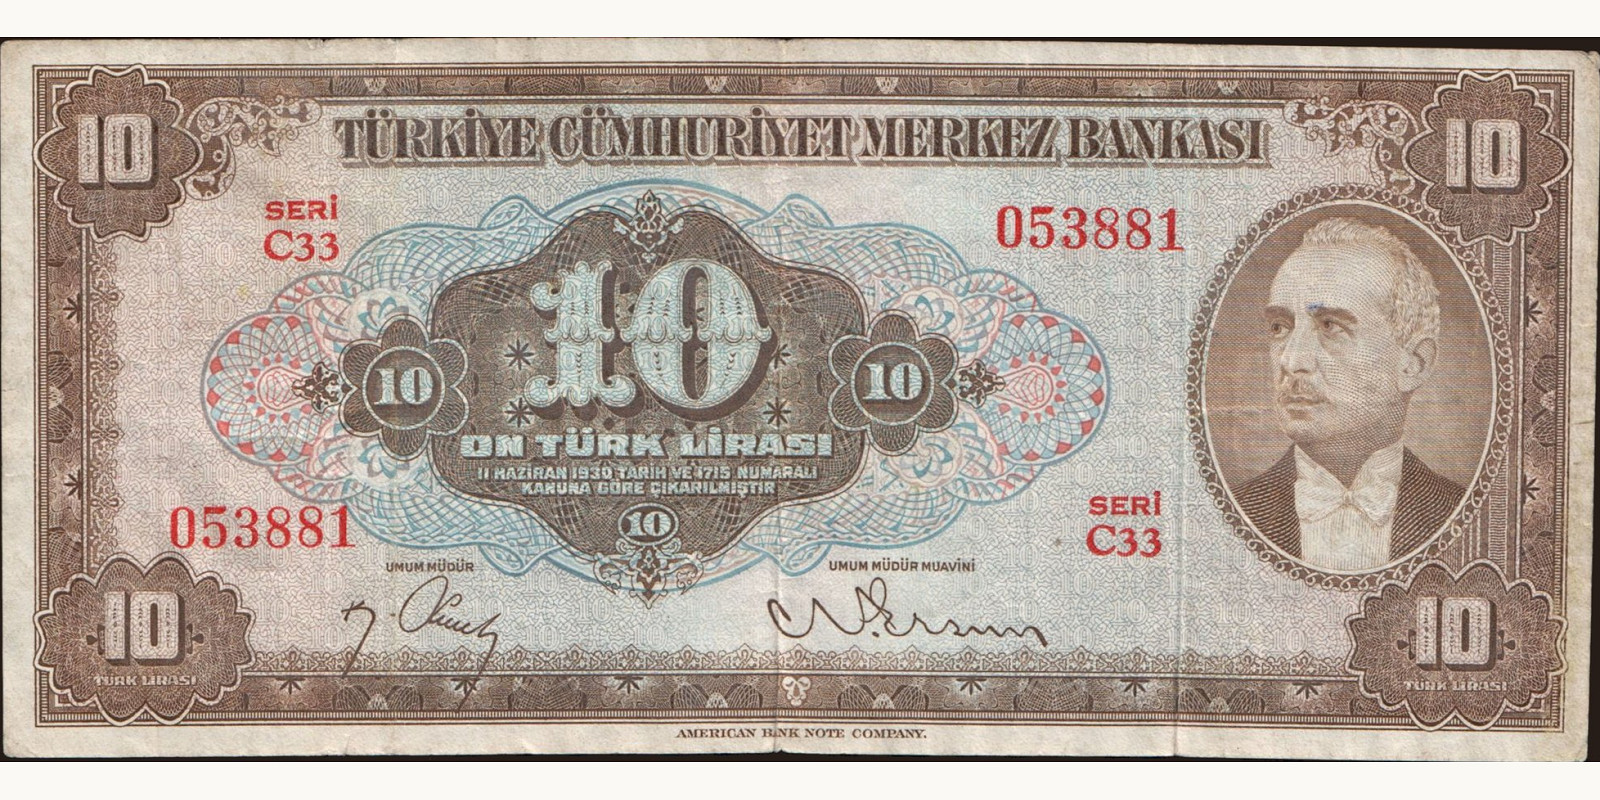 10
TÜRKİYE CÜMHURİYET MERKEZ BANKASI
10
SERİ
C33
053881
10
10
10
ON TÜRK LİRASI
11 HAZİRAN 1930 TARİH VE 1715 NUMARALI
KANUNA GÖRE ÇIKARILMIŞTIR
053881
10
SERİ
C33
UMUM MÜDÜR
UMUM MÜDÜR MUAVİNİ
10
TÜRK LİRASI
10
TÜRK LİRASI
AMERICAN BANK NOTE COMPANY.